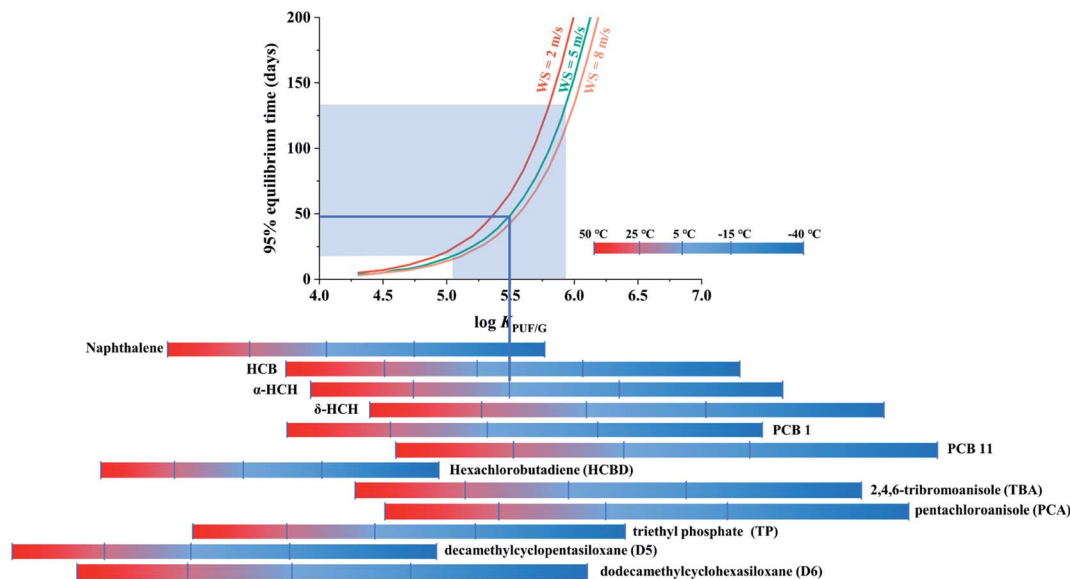 200
150
100
50
0
95% equilibrium time (days)
WS = 2 m/s
WS = 5 m/s
WS = 8 m/s
50 ℃ 25 ℃ 5 ℃ -15 ℃ -40 ℃
4.0 4.5 5.0 5.5 6.0 6.5 7.0
log K PUF/G
Naphthalene
HCB
α-HCH
δ-HCH
PCB 1
PCB 11
Hexachlorobutadiene (HCBD)
2,4,6-tribromoanisole (TBA)
pentachloroanisole (PCA)
triethyl phosphate (TP)
decamethylcyclopentasiloxane (D5)
dodecamethylcyclohexasiloxane (D6)